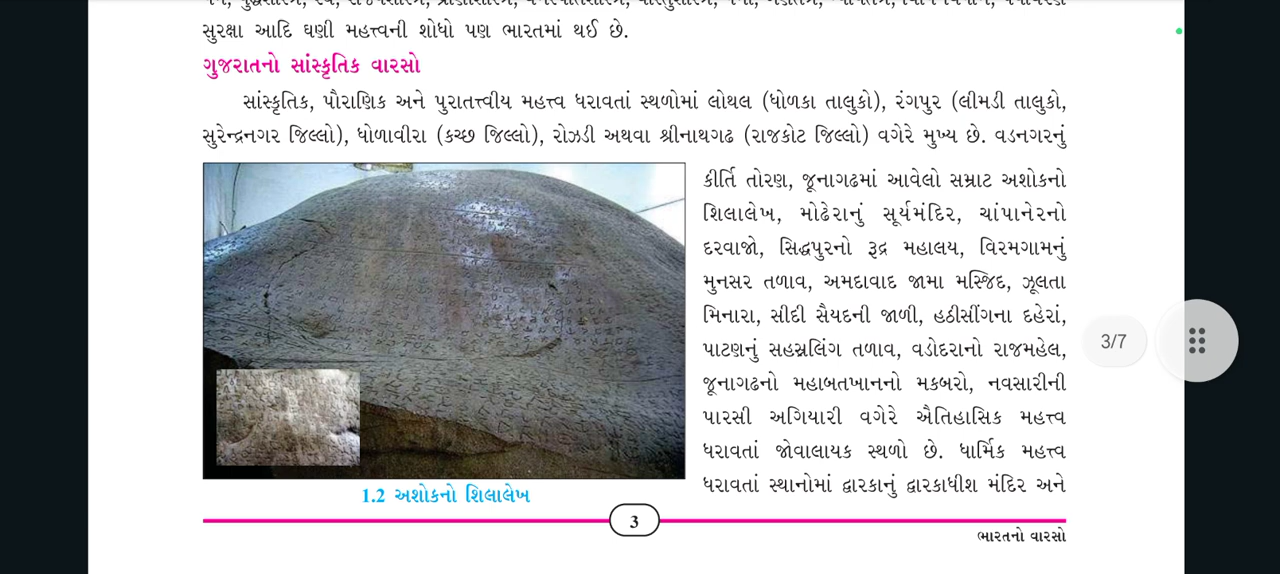 સુરક્ષા આદિ ઘણી મહત્ત્વની શોધો પણ ભારતમાં થઈ છે.
ગુજરાતનો સાંસ્કૃતિક વારસો
સાંસ્કૃતિક, પૌરાણિક અને પુરાતત્ત્વીય મહત્ત્વ ધરાવતાં સ્થળોમાં લોથલ (ધોળકા તાલુકો), રંગપુર (લીમડી તાલુકો,
સુરેન્દ્રનગર જિલ્લો), ધોળાવીરા (કચ્છ જિલ્લો), રોઝડી અથવા શ્રીનાથગઢ (રાજકોટ જિલ્લો) વગેરે મુખ્ય છે. વડનગરનું
કીર્તિ તોરણ, જૂનાગઢમાં આવેલો સમ્રાટ અશોકનો
શિલાલેખ, મોઢેરાનું સૂર્યમંદિર, ચાંપાનેરનો
દરવાજો, સિદ્ધપુરનો રૂદ્ર મહાલય, વિરમગામનું
મુનસર તળાવ, અમદાવાદ જામા મસ્જિદ, ઝૂલતા
મિનારા, સીદી સૈયદની જાળી, હઠીસીંગના દહેરાં,
પાટણનું સહસ્રલિંગ તળાવ, વડોદરાનો રાજમહેલ,
જૂનાગઢનો મહાબતખાનનો મકબરો, નવસારીની
પારસી અગિયારી વગેરે ઐતિહાસિક મહત્ત્વ
ધરાવતાં જોવાલાયક સ્થળો છે. ધાર્મિક મહત્ત્વ
ધરાવતાં સ્થાનોમાં દ્વારકાનું દ્વારકાધીશ મંદિર અને
1.2 અશોકનો શિલાલેખ
3
ભારતનો વારસો
3/7